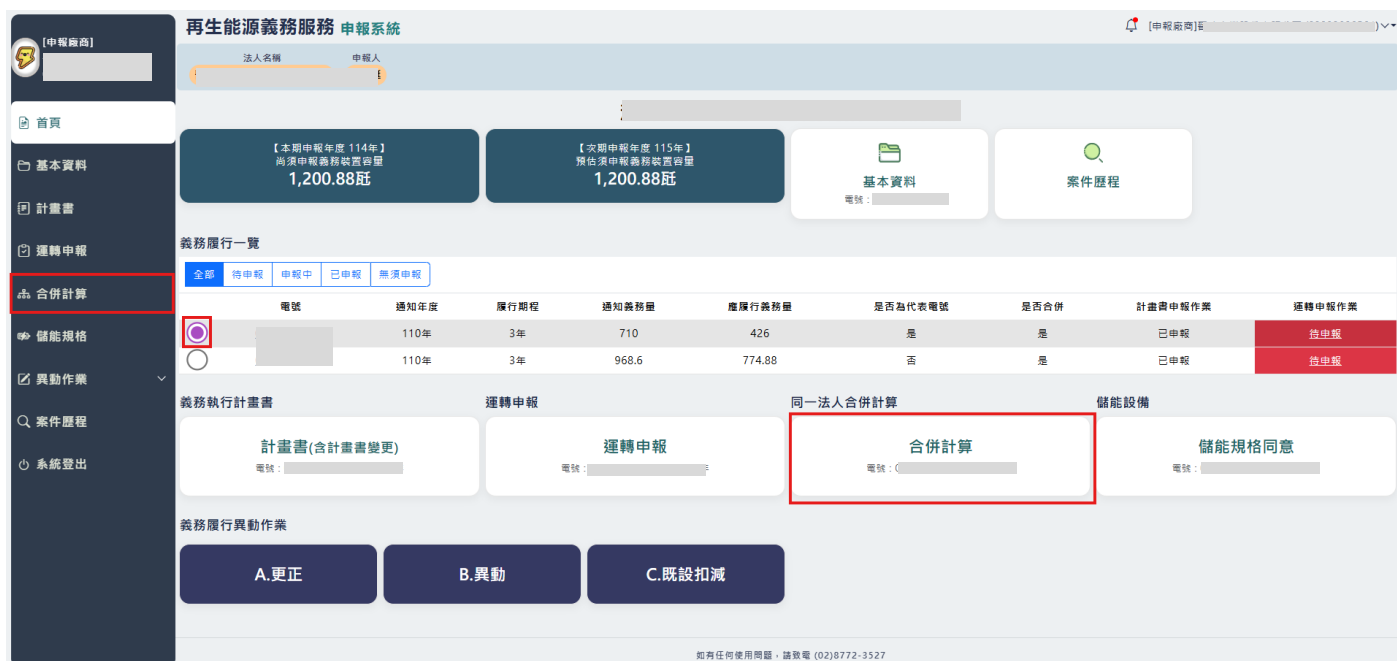 [申報廠商]
首頁
基本資料
計畫書
運轉申報
合併計算
儲能規格
異動作業
案件歷程
系統登出
再生能源義務服務 申報系統
[申報廠商]
法人名稱 申報人
【本期申報年度 114年】
尚須申報義務裝置容量
1,200.88瓩
【次期申報年度 115年】
預估須申報義務裝置容量
1,200.88瓩
基本資料
電號：
案件歷程
義務履行一覽
全部 待申報 申報中 已申報 無須申報
電號 通知年度 履行期程 通知義務量 應履行義務量 是否為代表電號 是否合併 計畫書申報作業 運轉申報作業
110年 3年 710 426 是 是 已申報 待申報
110年 3年 968.6 774.88 否 是 已申報 待申報
義務執行計畫書 運轉申報 同一法人合併計算 儲能設備
計畫書(含計畫書變更)
電號：
運轉申報
電號：
合併計算
電號：
儲能規格同意
電號：
義務履行異動作業
A.更正 B.異動 C.既設扣減
如有任何使用問題，請致電 (02)8772-3527